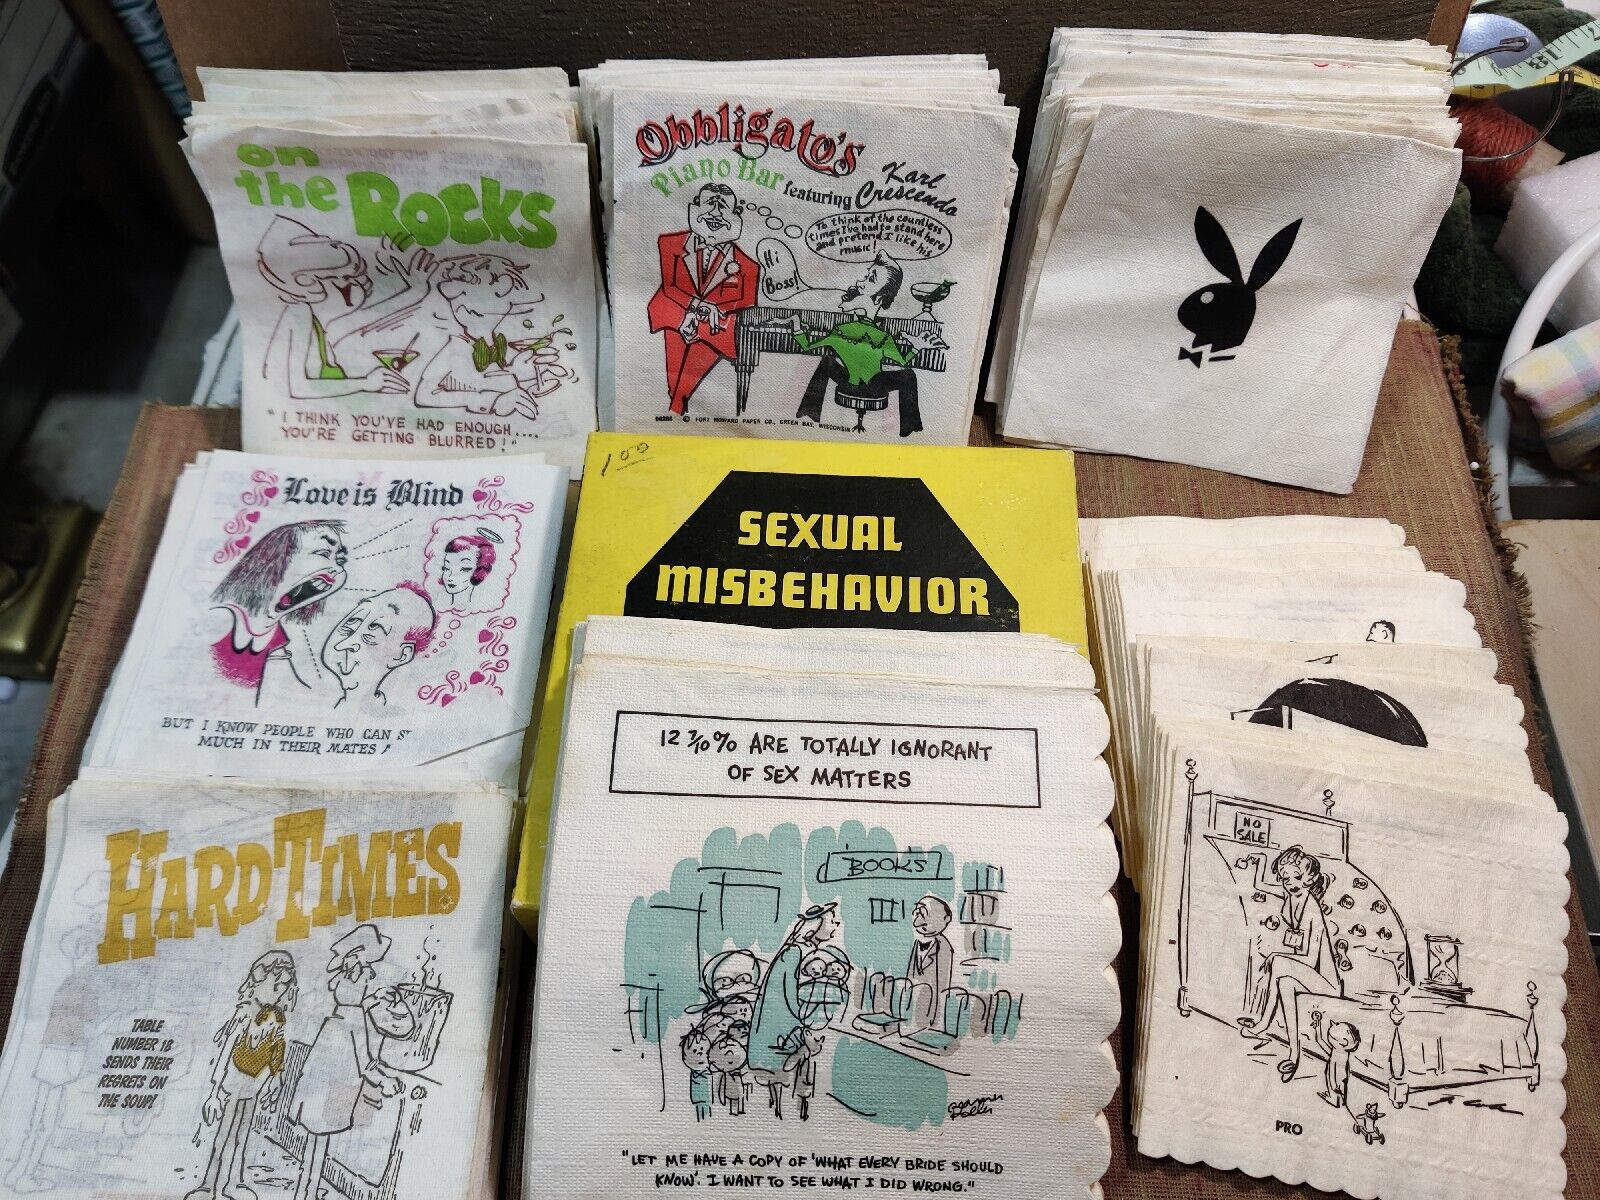 on
the ROCKS
"I THINK YOU'VE HAD ENOUGH....
YOU'RE GETTING BLURRED!"
Obbligato's
Piano Bar
featuring
Karl
Crescendo
To think of the countless
times I've had to stand here
and pretend I like his
music!
Hi
Boss!
© FORT HOWARD PAPER CO., GREEN BAY, WISCONSIN
Love is Blind
BUT I KNOW PEOPLE WHO CAN
MUCH IN THEIR MATES
1 00
SEXUAL
MISBEHAVIOR
HARD TIMES
TABLE
NUMBER 18
SENDS THEIR
REGRETS ON
THE SOUP!
12 7/10 % ARE TOTALLY IGNORANT
OF SEX MATTERS
BOOKS
"LET ME HAVE A COPY OF 'WHAT EVERY BRIDE SHOULD
KNOW'. I WANT TO SEE WHAT I DID WRONG."
NO
SALE
PRO